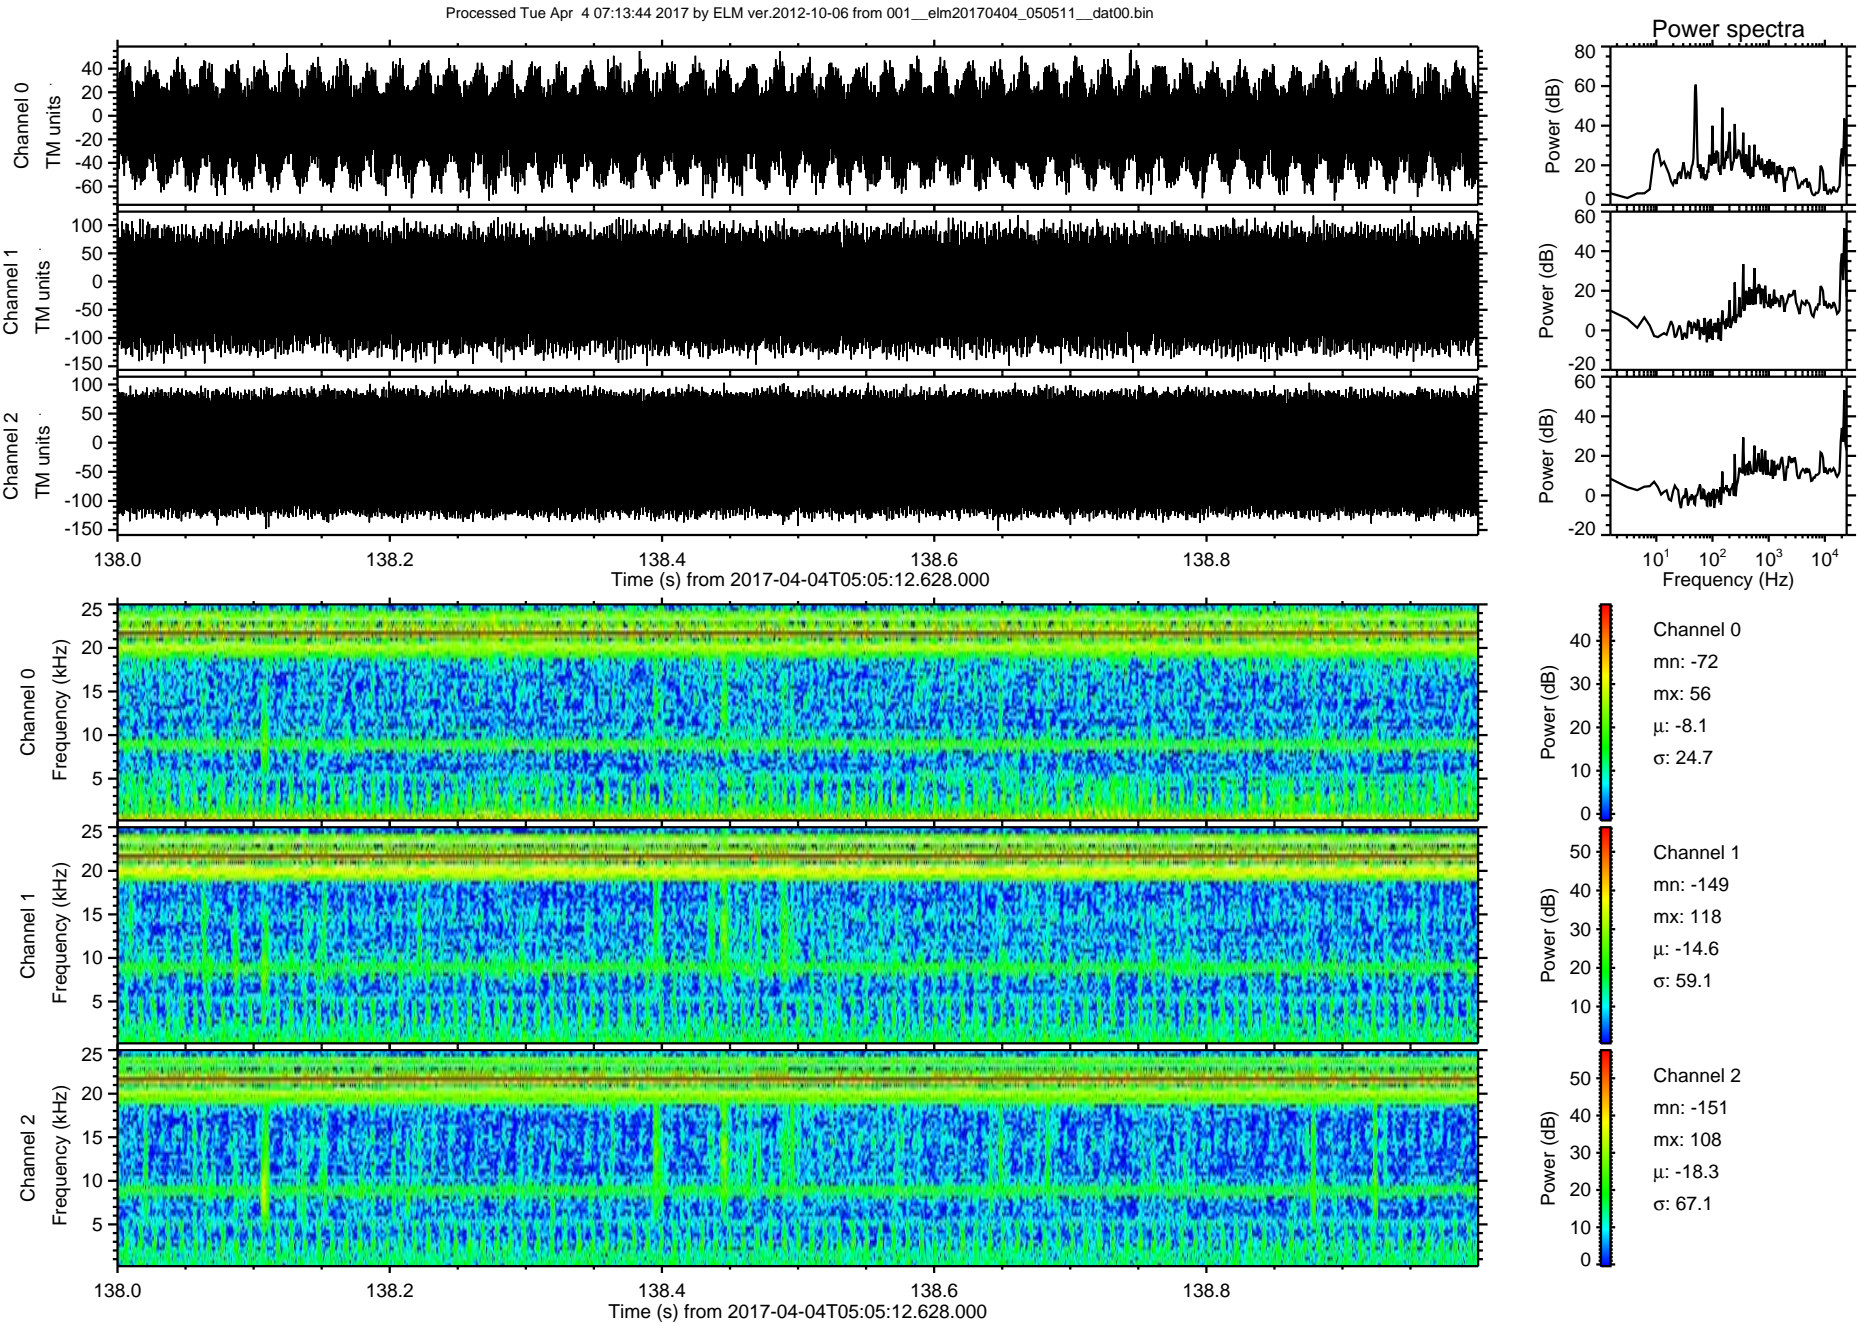 Processed Tue Apr  4 07:13:44 2017 by ELM ver.2012-10-06 from 001__elm20170404_050511__dat00.bin
Power spectra
Channel 0
TM units
40
20
0
-20
-40
-60
Power (dB)
80
60
40
20
0
Channel 1
TM units
100
50
0
-50
-100
-150
Power (dB)
60
40
20
0
-20
Channel 2
TM units
100
50
0
-50
-100
-150
Power (dB)
60
40
20
0
-20
138.0 138.2 138.4 138.6 138.8
Time (s) from 2017-04-04T05:05:12.628.000
10¹ 10² 10³ 10⁴
Frequency (Hz)
Channel 0
Frequency (kHz)
25
20
15
10
5
Power (dB)
40
30
20
10
0
Channel 0
mn: -72
mx: 56
μ: -8.1
σ: 24.7
Channel 1
Frequency (kHz)
25
20
15
10
5
Power (dB)
50
40
30
20
10
Channel 1
mn: -149
mx: 118
μ: -14.6
σ: 59.1
Channel 2
Frequency (kHz)
25
20
15
10
5
Power (dB)
50
40
30
20
10
0
Channel 2
mn: -151
mx: 108
μ: -18.3
σ: 67.1
138.0 138.2 138.4 138.6 138.8
Time (s) from 2017-04-04T05:05:12.628.000